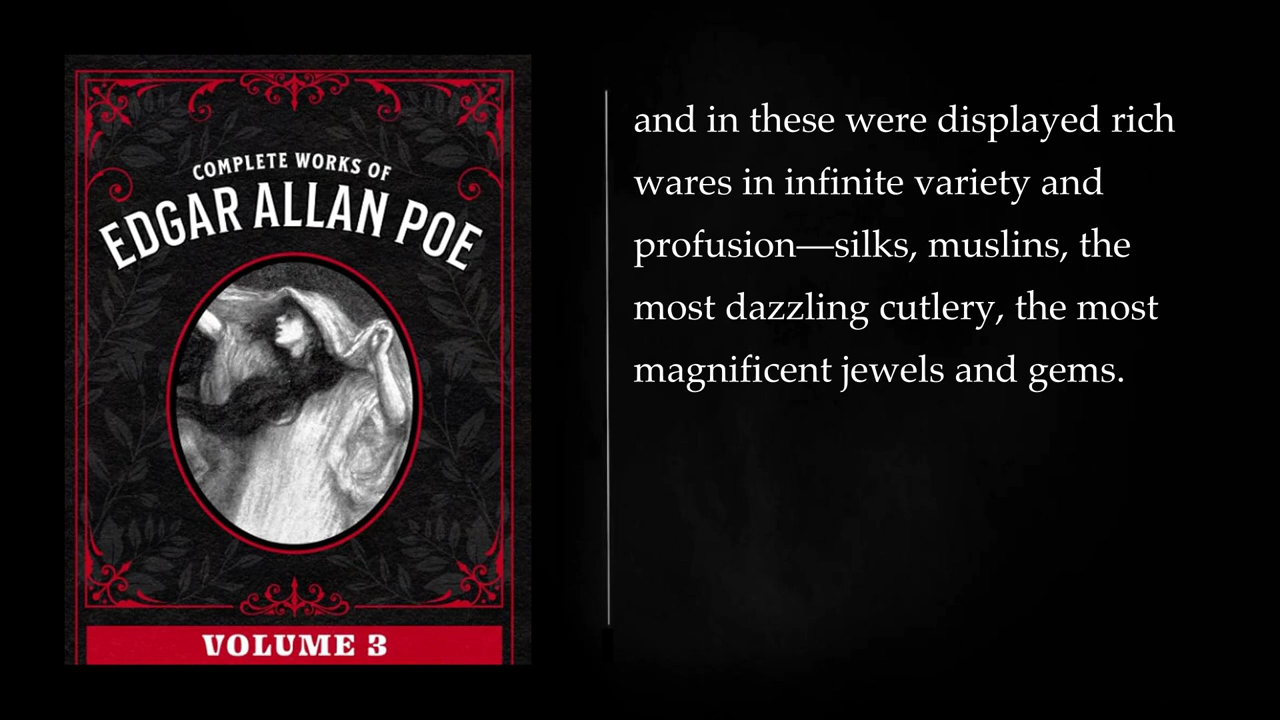 COMPLETE WORKS OF
EDGAR ALLAN POE
VOLUME 3
and in these were displayed rich
wares in infinite variety and
profusion—silks, muslins, the
most dazzling cutlery, the most
magnificent jewels and gems.